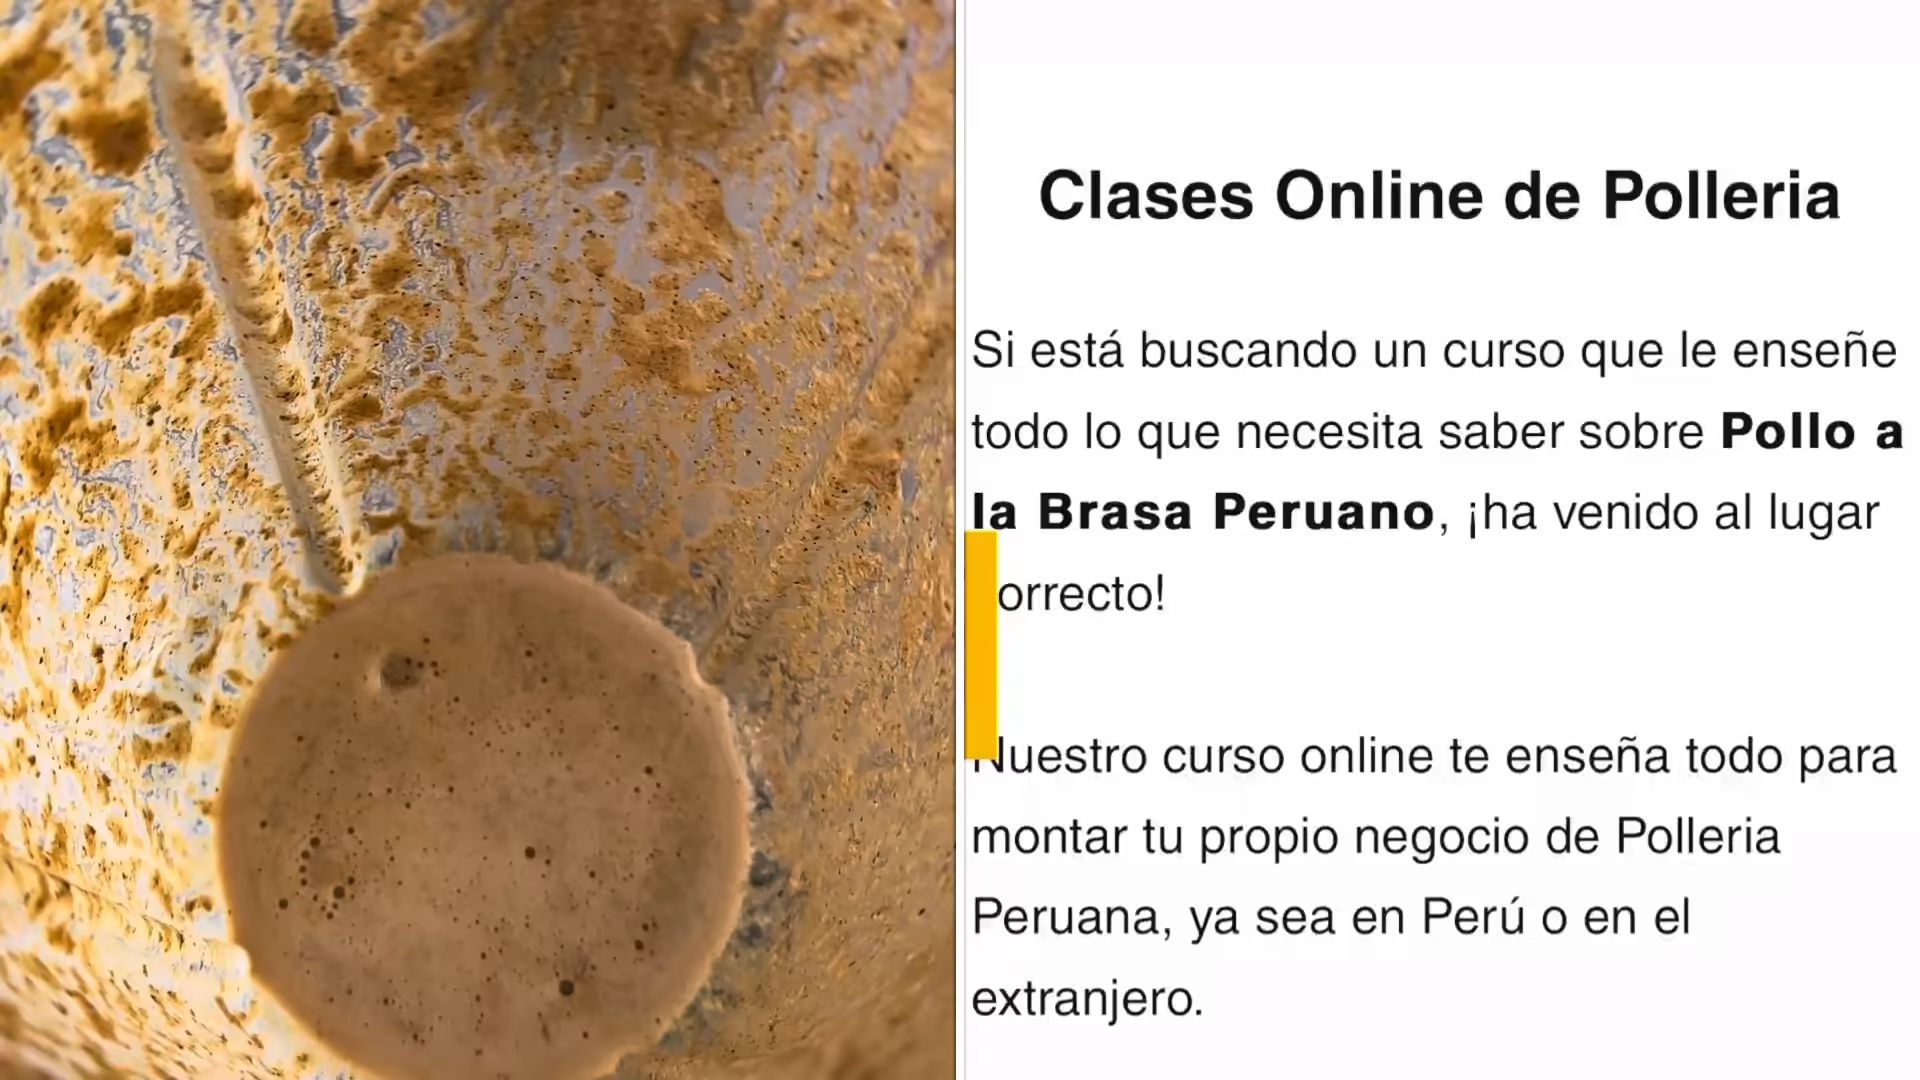 Clases Online de Polleria
Si está buscando un curso que le enseñe
todo lo que necesita saber sobre Pollo a
la Brasa Peruano, ¡ha venido al lugar
orrecto!
Nuestro curso online te enseña todo para
montar tu propio negocio de Polleria
Peruana, ya sea en Perú o en el
extranjero.